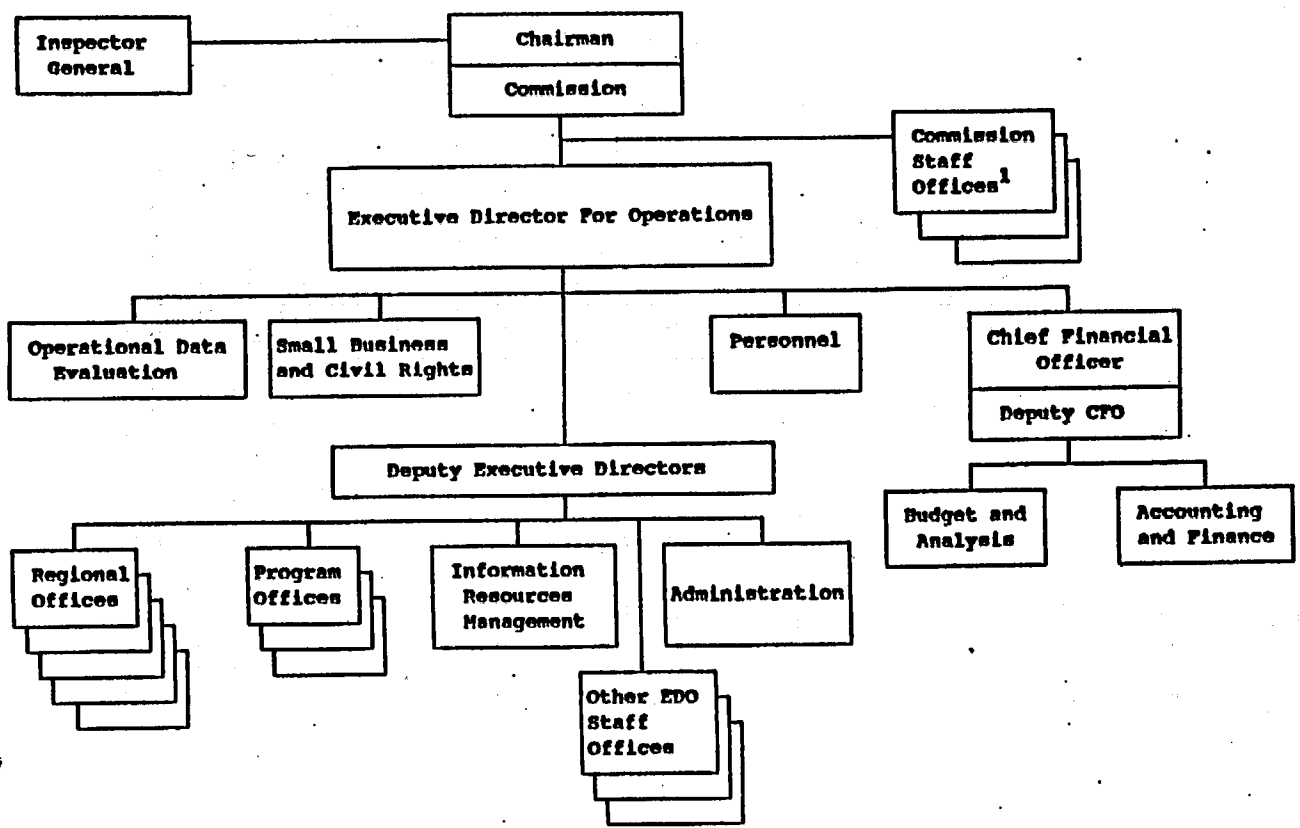 Inspector
General
Chairman
Commission
Commission
Staff
Offices1
Executive Director For Operations
Operational Data
Evaluation
Small Business
and Civil Rights
Personnel
Chief Financial
Officer
Deputy CFO
Deputy Executive Directors
Budget and
Analysis
Accounting
and Finance
Regional
Offices
Program
Offices
Information
Resources
Management
Administration
Other EDO
Staff
Offices